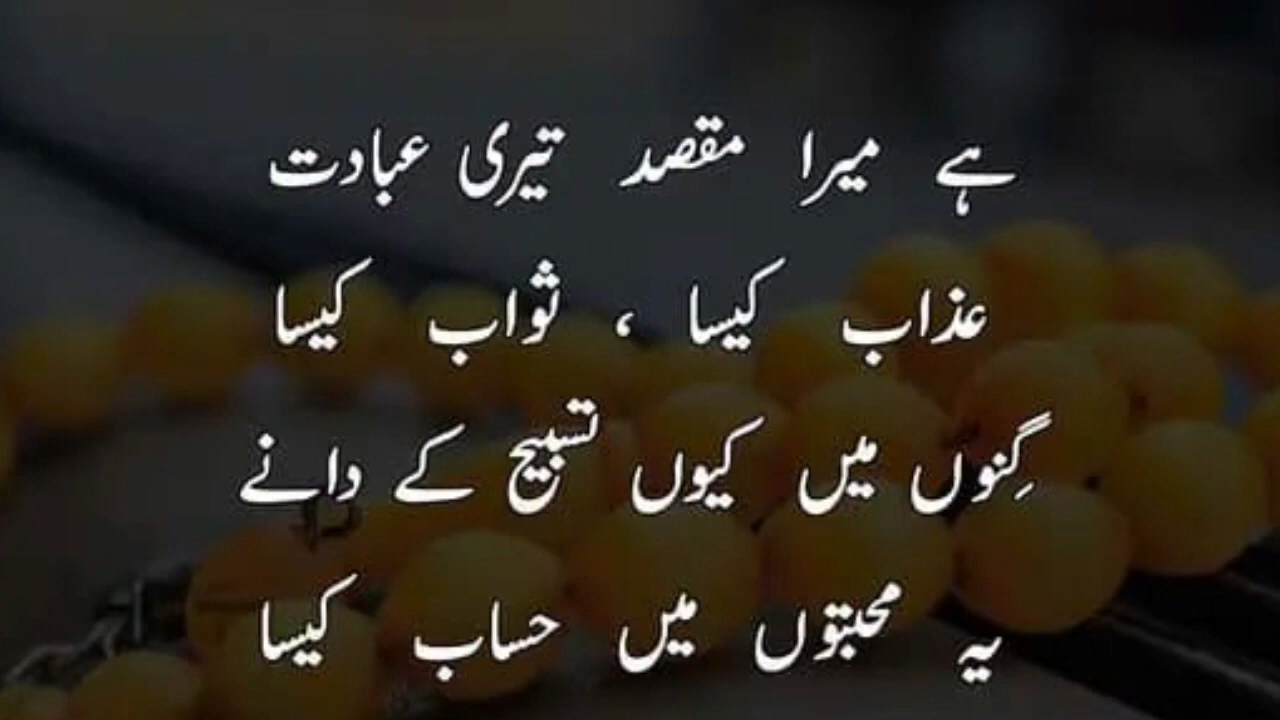 ہے میرا مقصد تیری عبادت
عذاب کیسا ، ثواب کیسا
گِنوں میں کیوں تسبیح کے دانے
یہ محبتوں میں حساب کیسا